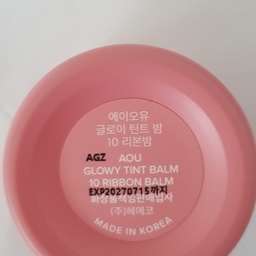 에이오유
글로이 틴트 밤
10 리본밤
AGZ AOU
GLOWY TINT BALM
10 RIBBON BALM
EXP20270715까지
화장품책임판매업자
(주)헤메코
MADE IN KOREA